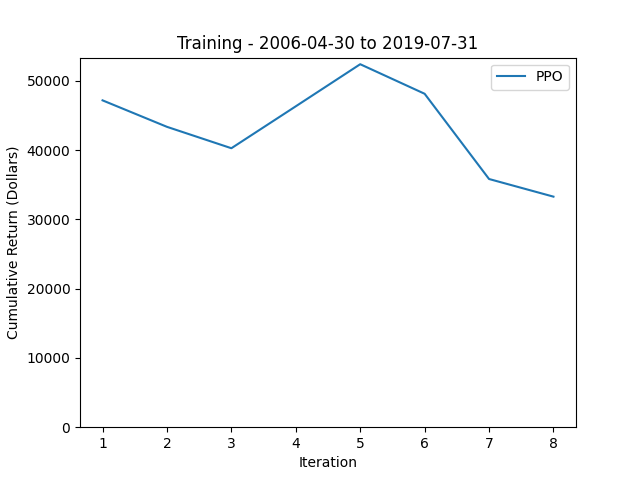 Training - 2006-04-30 to 2019-07-31
PPO
Cumulative Return (Dollars)
50000
40000
30000
20000
10000
0
1 2 3 4 5 6 7 8
Iteration